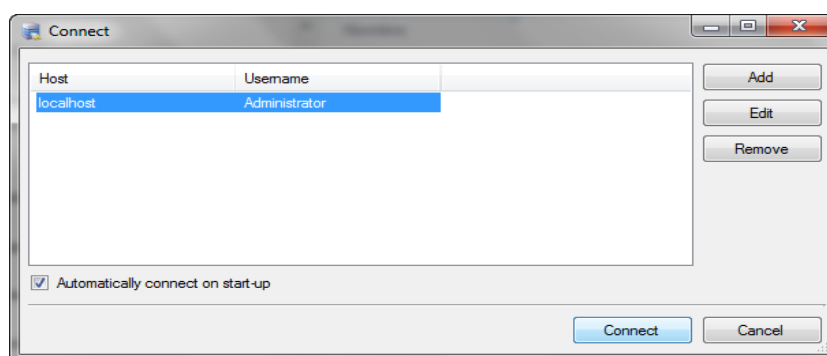 Connect
Host Username
localhost Administrator
Add
Edit
Remove
Automatically connect on start-up
Connect Cancel